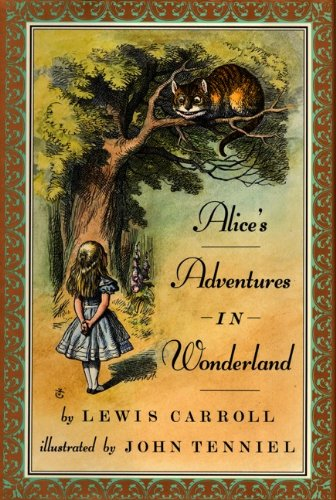 Alice's
Adventures
—IN—
Wonderland
by LEWIS CARROLL
illustrated by JOHN TENNIEL